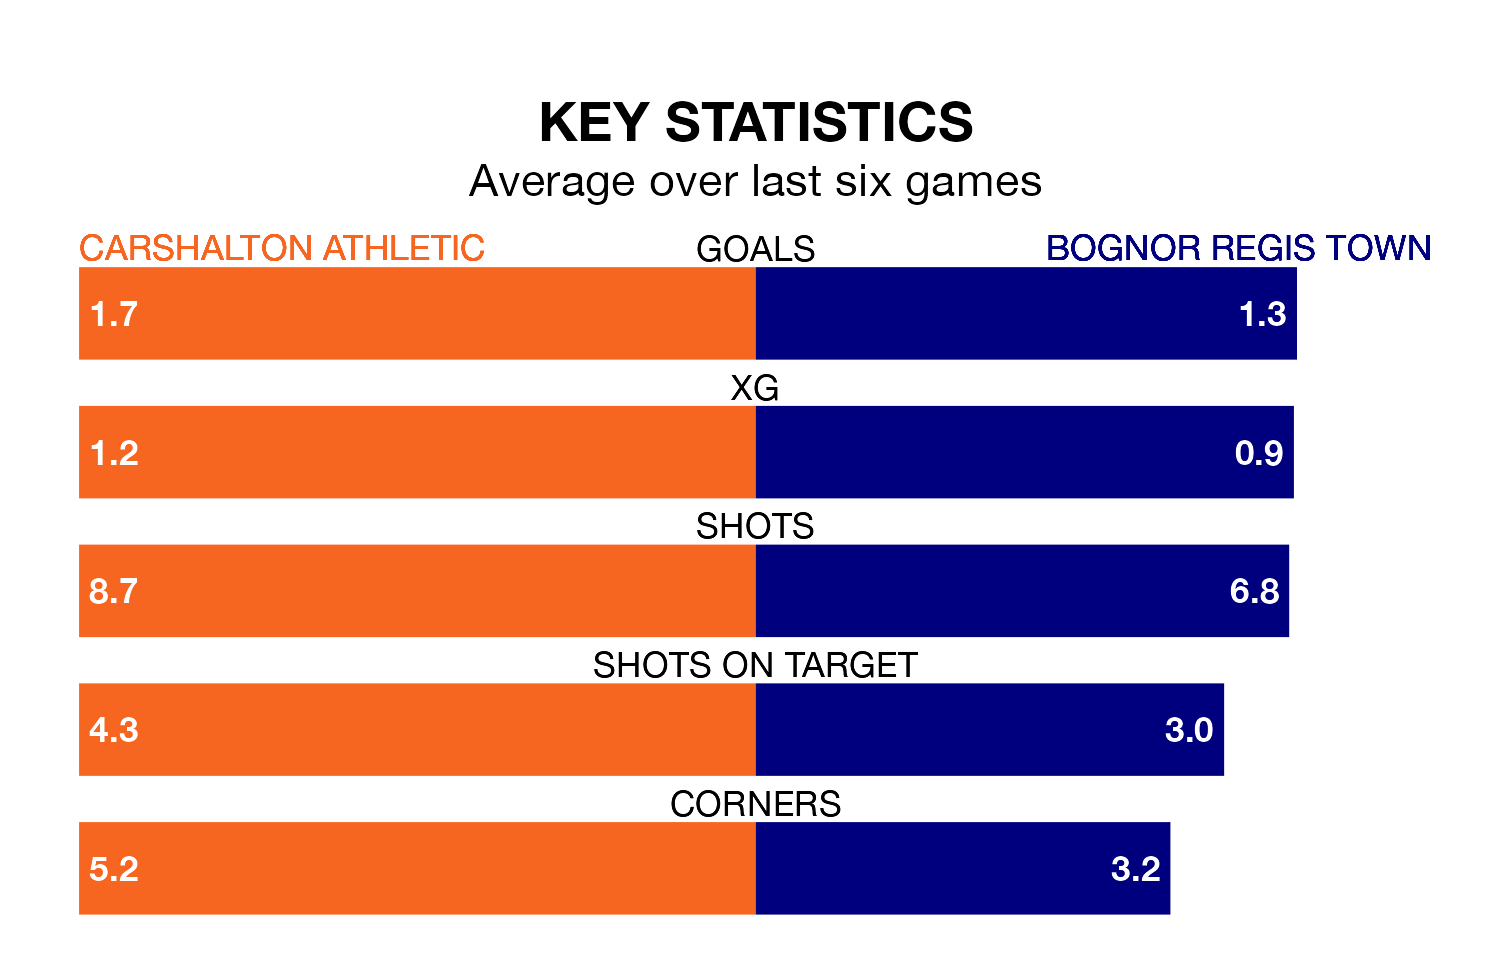 KEY STATISTICS
Average over last six games
CARSHALTON ATHLETIC GOALS BOGNOR REGIS TOWN
1.7 1.3
XG
1.2 0.9
SHOTS
8.7 6.8
SHOTS ON TARGET
4.3 3.0
CORNERS
5.2 3.2